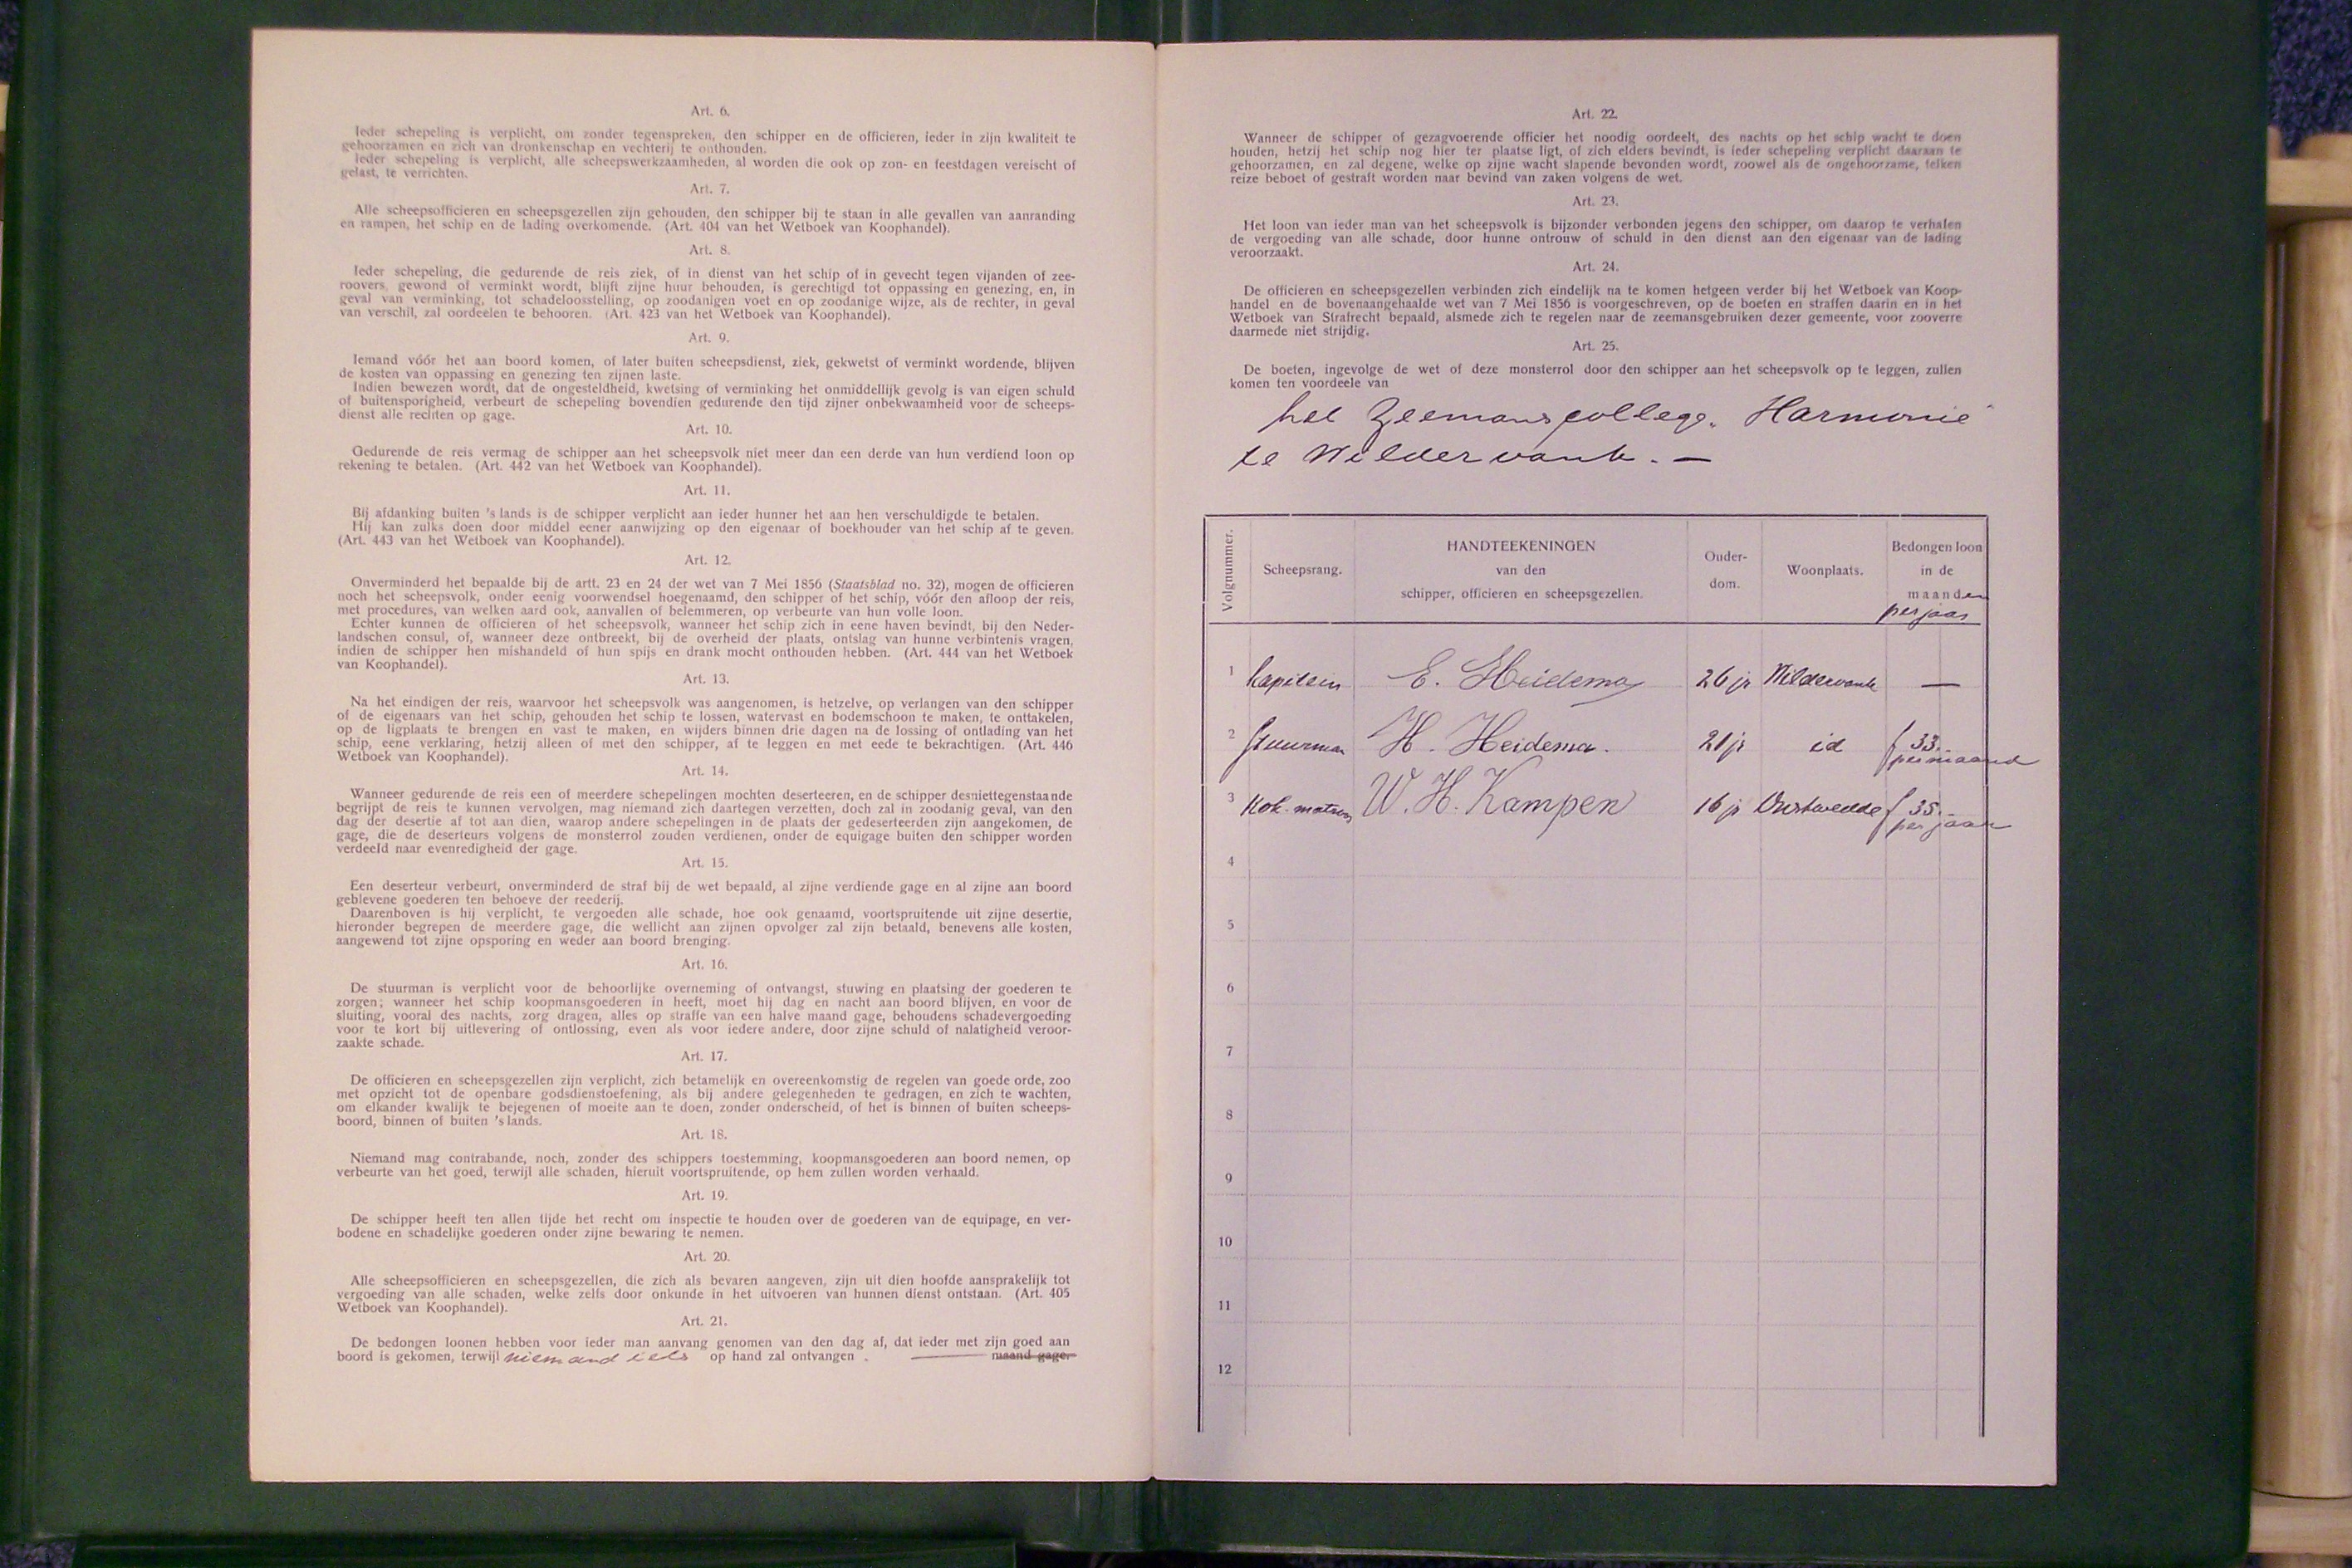 Art. 6.
Ieder schepeling is verplicht, om zonder tegenspreken, den schipper en de officieren, ieder in zijn kwaliteit te
gehoorzamen en zich van dronkenschap en vechterij te onthouden.
Ieder schepeling is verplicht, alle scheepswerkzaamheden, al worden die ook op zon- en feestdagen vereischt of
gelast, te verrichten.
Art. 7.
Alle scheepsofficieren en scheepsgezellen zijn gehouden, den schipper bij te staan in alle gevallen van aanranding
en rampen, het schip en de lading overkomende. (Art. 404 van het Wetboek van Koophandel).
Art. 8.
Ieder schepeling, die gedurende de reis ziek, of in dienst van het schip of in gevecht tegen vijanden of zee-
roovers, gewond of verminkt wordt, blijft zijne huur behouden, is gerechtigd tot oppassing en genezing, en, in
geval van verminking, tot schadeloosstelling, op zoodanigen voet en op zoodanige wijze, als de rechter, in geval
van verschil, zal oordeelen te behooren. (Art. 423 van het Wetboek van Koophandel).
Art. 9.
Iemand vóór het aan boord komen, of later buiten scheepsdienst, ziek, gekwetst of verminkt wordende, blijven
de kosten van oppassing en genezing ten zijnen laste.
Indien bewezen wordt, dat de ongesteldheid, kwetsing of verminking het onmiddellijk gevolg is van eigen schuld
of buitensporigheid, verbeurt de schepeling bovendien gedurende den tijd zijner onbekwaamheid voor de scheeps-
dienst alle rechten op gage.
Art. 10.
Gedurende de reis vermag de schipper aan het scheepsvolk niet meer dan een derde van hun verdiend loon op
rekening te betalen. (Art. 442 van het Wetboek van Koophandel).
Art. 11.
Bij afdanking buiten 's lands is de schipper verplicht aan ieder hunner het aan hen verschuldigde te betalen.
Hij kan zulks doen door middel eener aanwijzing op den eigenaar of boekhouder van het schip af te geven.
(Art. 443 van het Wetboek van Koophandel).
Art. 12.
Onverminderd het bepaalde bij de artt. 23 en 24 der wet van 7 Mei 1856 (Staatsblad no. 32), mogen de officieren
noch het scheepsvolk, onder eenig voorwendsel hoegenaamd, den schipper of het schip, vóór den afloop der reis,
met procedures, van welken aard ook, aanvallen of belemmeren, op verbeurte van hun volle loon.
Echter kunnen de officieren of het scheepsvolk, wanneer het schip zich in eene haven bevindt, bij den Neder-
landschen consul, of, wanneer deze ontbreekt, bij de overheid der plaats, ontslag van hunne verbintenis vragen,
indien de schipper hen mishandeld of hun spijs en drank mocht onthouden hebben. (Art. 444 van het Wetboek
van Koophandel).
Art. 13.
Na het eindigen der reis, waarvoor het scheepsvolk was aangenomen, is hetzelve, op verlangen van den schipper
of de eigenaars van het schip, gehouden het schip te lossen, watervast en bodemschoon te maken, te onttakelen,
op de ligplaats te brengen en vast te maken, en wijders binnen drie dagen na de lossing of ontlading van het
schip, eene verklaring, hetzij alleen of met den schipper, af te leggen en met eede te bekrachtigen. (Art. 446
Wetboek van Koophandel).
Art. 14.
Wanneer gedurende de reis een of meerdere schepelingen mochten deserteeren, en de schipper desniettegenstaande
begrijpt de reis te kunnen vervolgen, mag niemand zich daartegen verzetten, doch zal in zoodanig geval, van den
dag der desertie af tot aan dien, waarop andere schepelingen in de plaats der gedeserteerden zijn aangekomen, de
gage, die de deserteurs volgens de monsterrol zouden verdienen, onder de equigage buiten den schipper worden
verdeeld naar evenredigheid der gage.
Art. 15.
Een deserteur verbeurt, onverminderd de straf bij de wet bepaald, al zijne verdiende gage en al zijne aan boord
geblevene goederen ten behoeve der reederij.
Daarenboven is hij verplicht, te vergoeden alle schade, hoe ook genaamd, voortspruitende uit zijne desertie,
hieronder begrepen de meerdere gage, die wellicht aan zijnen opvolger zal zijn betaald, benevens alle kosten,
aangewend tot zijne opsporing en weder aan boord brenging.
Art. 16.
De stuurman is verplicht voor de behoorlijke overneming of ontvangst, stuwing en plaatsing der goederen te
zorgen; wanneer het schip koopmansgoederen in heeft, moet hij dag en nacht aan boord blijven, en voor de
sluiting, vooral des nachts, zorg dragen, alles op straffe van een halve maand gage, behoudens schadevergoeding
voor te kort bij uitlevering of ontlossing, even als voor iedere andere, door zijne schuld of nalatigheid veroor-
zaakte schade.
Art. 17.
De officieren en scheepsgezellen zijn verplicht, zich betamelijk en overeenkomstig de regelen van goede orde, zoo
met opzicht tot de openbare godsdienstoefening, als bij andere gelegenheden te gedragen, en zich te wachten,
om elkander kwalijk te bejegenen of moeite aan te doen, zonder onderscheid, of het is binnen of buiten scheeps-
boord, binnen of buiten 's lands.
Art. 18.
Niemand mag contrabande, noch, zonder des schippers toestemming, koopmansgoederen aan boord nemen, op
verbeurte van het goed, terwijl alle schaden, hieruit voortspruitende, op hem zullen worden verhaald.
Art. 19.
De schipper heeft ten allen tijde het recht om inspectie te houden over de goederen van de equipage, en ver-
bodene en schadelijke goederen onder zijne bewaring te nemen.
Art. 20.
Alle scheepsofficieren en scheepsgezellen, die zich als bevaren aangeven, zijn uit dien hoofde aansprakelijk tot
vergoeding van alle schaden, welke zelfs door onkunde in het uitvoeren van hunnen dienst ontstaan. (Art. 405
Wetboek van Koophandel).
Art. 21.
De bedongen loonen hebben voor ieder man aanvang genomen van den dag af, dat ieder met zijn goed aan
boord is gekomen, terwijl niemand iets op hand zal ontvangen . —— maand gage.
Art. 22.
Wanneer de schipper of gezagvoerende officier het noodig oordeelt, des nachts op het schip wacht te doen
houden, hetzij het schip nog hier ter plaatse ligt, of zich elders bevindt, is ieder schepeling verplicht daaraan te
gehoorzamen, en zal degene, welke op zijne wacht slapende bevonden wordt, zoowel als de ongehoorzame, telken
reize beboet of gestraft worden naar bevind van zaken volgens de wet.
Art. 23.
Het loon van ieder man van het scheepsvolk is bijzonder verbonden jegens den schipper, om daarop te verhalen
de vergoeding van alle schade, door hunne ontrouw of schuld in den dienst aan den eigenaar van de lading
veroorzaakt.
Art. 24.
De officieren en scheepsgezellen verbinden zich eindelijk na te komen hetgeen verder bij het Wetboek van Koop-
handel en de bovenaangehaalde wet van 7 Mei 1856 is voorgeschreven, op de boeten en straffen daarin en in het
Wetboek van Strafrecht bepaald, alsmede zich te regelen naar de zeemansgebruiken dezer gemeente, voor zooverre
daarmede niet strijdig.
Art. 25.
De boeten, ingevolge de wet of deze monsterrol door den schipper aan het scheepsvolk op te leggen, zullen
komen ten voordeele van
het Zeemanscollege „Harmonie"
te Wildervank. —
Volgnummer. Scheepsrang. HANDTEEKENINGEN van den schipper, officieren en scheepsgezellen. Ouder-dom. Woonplaats. Bedongen loon in de maanden per jaar
1 Kapitein E. Heidema 26 jr Wildervank —
2 Stuurman H. Heidema. 21 jr id f 33.- per maand
3 Kok-matroos W. H. Kampen 16 jr Onstwedde f 35.- per jaar
4
5
6
7
8
9
10
11
12